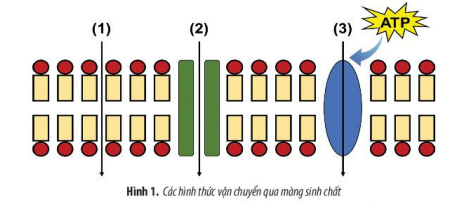 (1) (2) (3) ATP
Hình 1. Các hình thức vận chuyển qua màng sinh chất